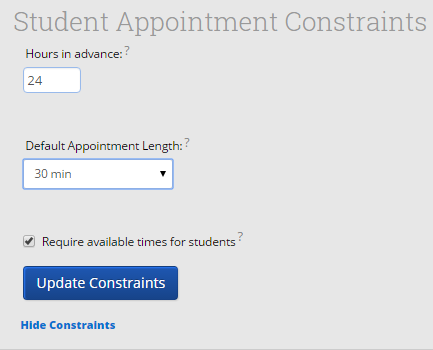 Student Appointment Constraints
Hours in advance: ?
24
Default Appointment Length: ?
30 min
Require available times for students ?
Update Constraints
Hide Constraints